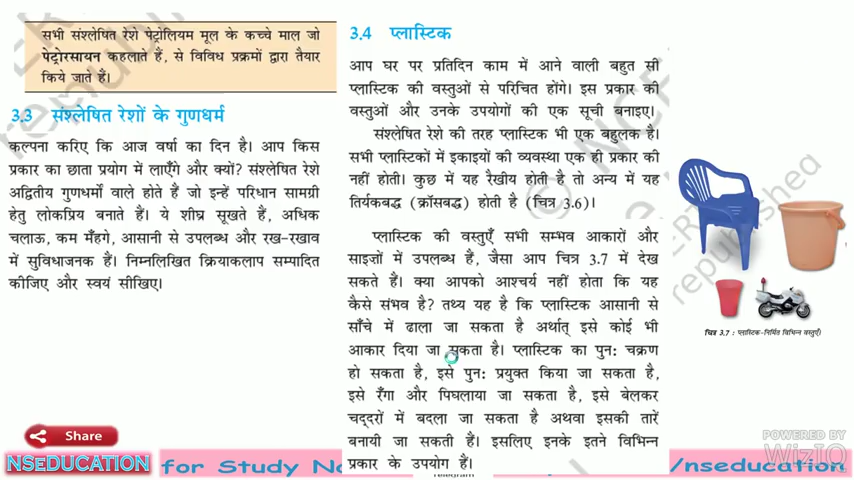 सभी संश्लेषित रेशे पेट्रोलियम मूल के कच्चे माल जो
पेट्रोरसायन कहलाते हैं, से विविध प्रक्रमों द्वारा तैयार
किये जाते हैं।
3.3 संश्लेषित रेशों के गुणधर्म
कल्पना करिए कि आज वर्षा का दिन है। आप किस
प्रकार का छाता प्रयोग में लाएँगे और क्यों? संश्लेषित रेशे
अद्वितीय गुणधर्मों वाले होते हैं जो इन्हें परिधान सामग्री
हेतु लोकप्रिय बनाते हैं। ये शीघ्र सूखते हैं, अधिक
चलाऊ, कम मँहगे, आसानी से उपलब्ध और रख-रखाव
में सुविधाजनक हैं। निम्नलिखित क्रियाकलाप सम्पादित
कीजिए और स्वयं सीखिए।
3.4 प्लास्टिक
आप घर पर प्रतिदिन काम में आने वाली बहुत सी
प्लास्टिक की वस्तुओं से परिचित होंगे। इस प्रकार की
वस्तुओं और उनके उपयोगों की एक सूची बनाइए।
संश्लेषित रेशे की तरह प्लास्टिक भी एक बहुलक है।
सभी प्लास्टिकों में इकाइयों की व्यवस्था एक ही प्रकार की
नहीं होती। कुछ में यह रैखीय होती है तो अन्य में यह
तिर्यकबद्ध (क्रॉसबद्ध) होती है (चित्र 3.6)।
प्लास्टिक की वस्तुएँ सभी सम्भव आकारों और
साइज़ों में उपलब्ध हैं, जैसा आप चित्र 3.7 में देख
सकते हैं। क्या आपको आश्चर्य नहीं होता कि यह
कैसे संभव है? तथ्य यह है कि प्लास्टिक आसानी से
साँचे में ढाला जा सकता है अर्थात् इसे कोई भी
आकार दिया जा सकता है। प्लास्टिक का पुन: चक्रण
हो सकता है, इसे पुन: प्रयुक्त किया जा सकता है,
इसे रँगा और पिघलाया जा सकता है, इसे बेलकर
चद्दरों में बदला जा सकता है अथवा इसकी तारें
बनायी जा सकती हैं। इसलिए इनके इतने विभिन्न
प्रकार के उपयोग हैं।
चित्र 3.7 : प्लास्टिक-निर्मित विभिन्न वस्तुएँ
Share
NSEDUCATION for Study No
/nseducation
POWERED BY
WizIQ